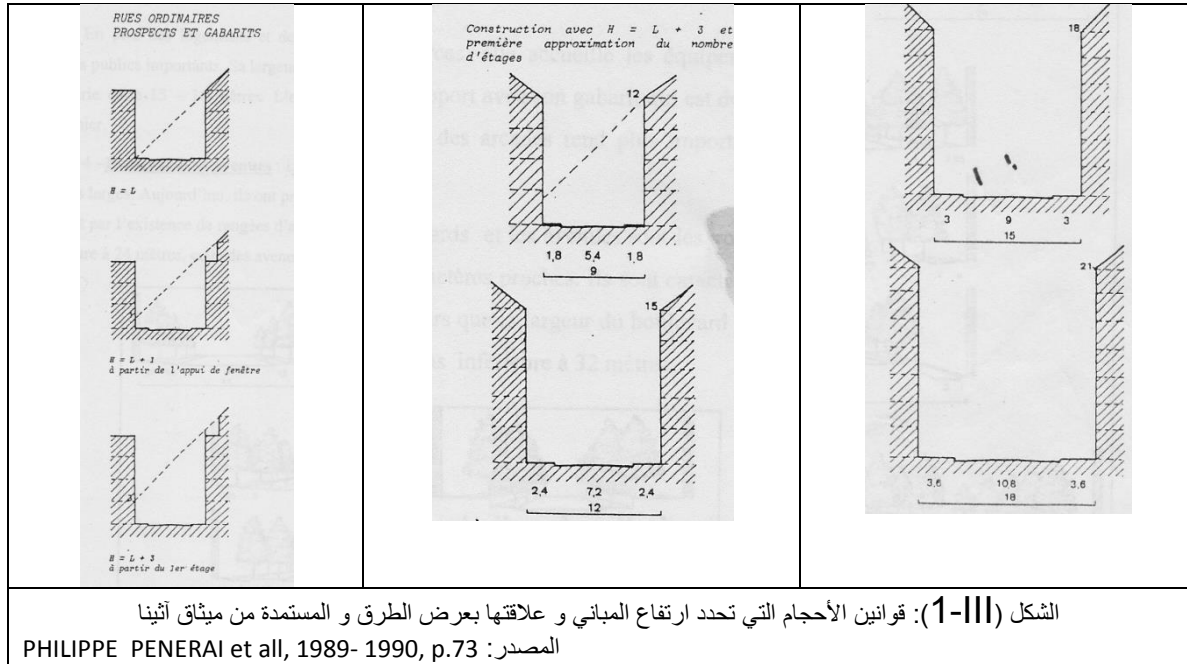 RUES ORDINAIRES
PROSPECTS ET GABARITS
H = L
H = L + 1
à partir de l'appui de fenêtre
3
H = L + 3
à partir du 1er étage
Construction avec H = L + 3 et
première approximation du nombre
d'étages
12
1,8 5,4 1,8
9
15
2,4 7,2 2,4
12
18
3 9 3
15
21
3,6 10,8 3,6
18
الشكل (1-III): قوانين الأحجام التي تحدد ارتفاع المباني و علاقتها بعرض الطرق و المستمدة من ميثاق آثينا
المصدر: PHILIPPE PENERAI et all, 1989- 1990, p.73